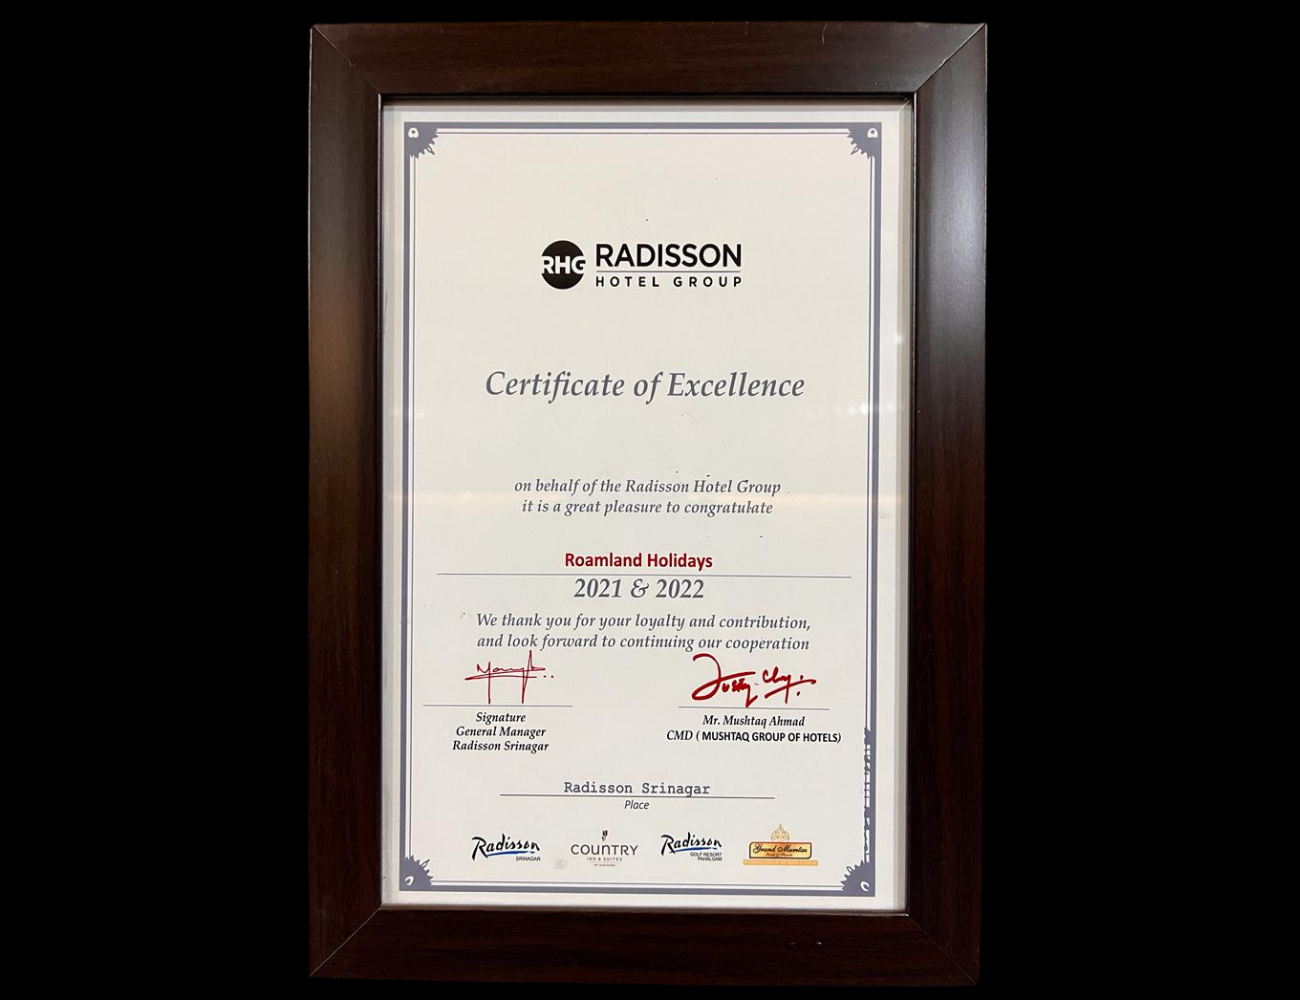 RHG RADISSON
HOTEL GROUP
Certificate of Excellence
on behalf of the Radisson Hotel Group
it is a great pleasure to congratulate
Roamland Holidays
2021 & 2022
We thank you for your loyalty and contribution,
and look forward to continuing our cooperation
Signature
General Manager
Radisson Srinagar
Mr. Mushtaq Ahmad
CMD ( MUSHTAQ GROUP OF HOTELS)
Radisson Srinagar
Place
Radisson
SRINAGAR
COUNTRY
INN & SUITES
Radisson
GOLF RESORT
PAHALGAM
Grand Mumtaz